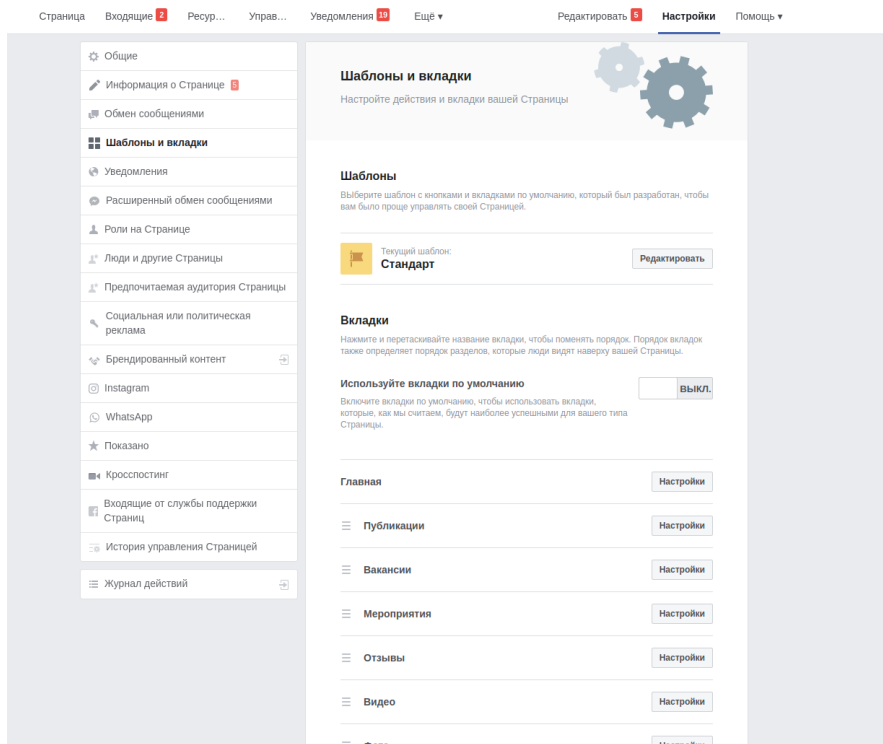 Страница Входящие 2 Ресур… Управ… Уведомления 19 Ещё ▾ Редактировать 5 Настройки Помощь ▾
Общие
Информация о Странице 5
Обмен сообщениями
Шаблоны и вкладки
Уведомления
Расширенный обмен сообщениями
Роли на Странице
Люди и другие Страницы
Предпочитаемая аудитория Страницы
Социальная или политическая
реклама
Брендированный контент
Instagram
WhatsApp
Показано
Кросспостинг
Входящие от службы поддержки
Страниц
История управления Страницей
Журнал действий
Шаблоны и вкладки
Настройте действия и вкладки вашей Страницы
Шаблоны
ВЫберите шаблон с кнопками и вкладками по умолчанию, который был разработан, чтобы
вам было проще управлять своей Страницей.
Текущий шаблон:
Стандарт
Редактировать
Вкладки
Нажмите и перетаскивайте название вкладки, чтобы поменять порядок. Порядок вкладок
также определяет порядок разделов, которые люди видят наверху вашей Страницы.
Используйте вкладки по умолчанию
ВЫКЛ.
Включите вкладки по умолчанию, чтобы использовать вкладки,
которые, как мы считаем, будут наиболее успешными для вашего типа
Страницы.
Главная Настройки
Публикации Настройки
Вакансии Настройки
Мероприятия Настройки
Отзывы Настройки
Видео Настройки